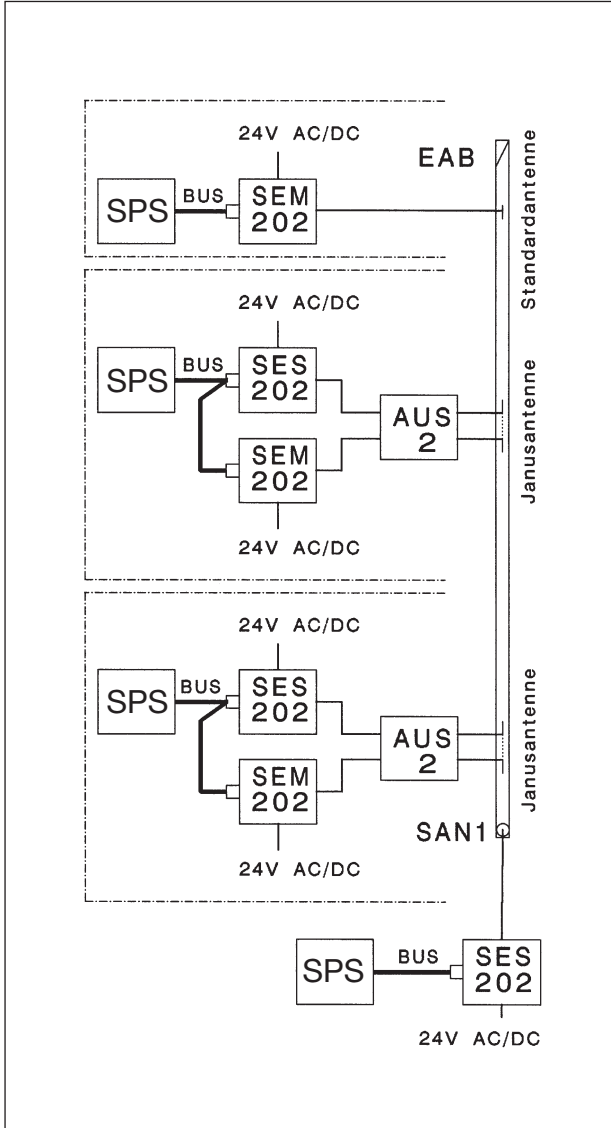 24V AC/DC
EAB
SPS
BUS
SEM
202
Standardantenne
24V AC/DC
SPS
BUS
SES
202
AUS
2
SEM
202
24V AC/DC
Janusantenne
24V AC/DC
SPS
BUS
SES
202
AUS
2
SEM
202
24V AC/DC
Janusantenne
SAN1
SPS
BUS
SES
202
24V AC/DC